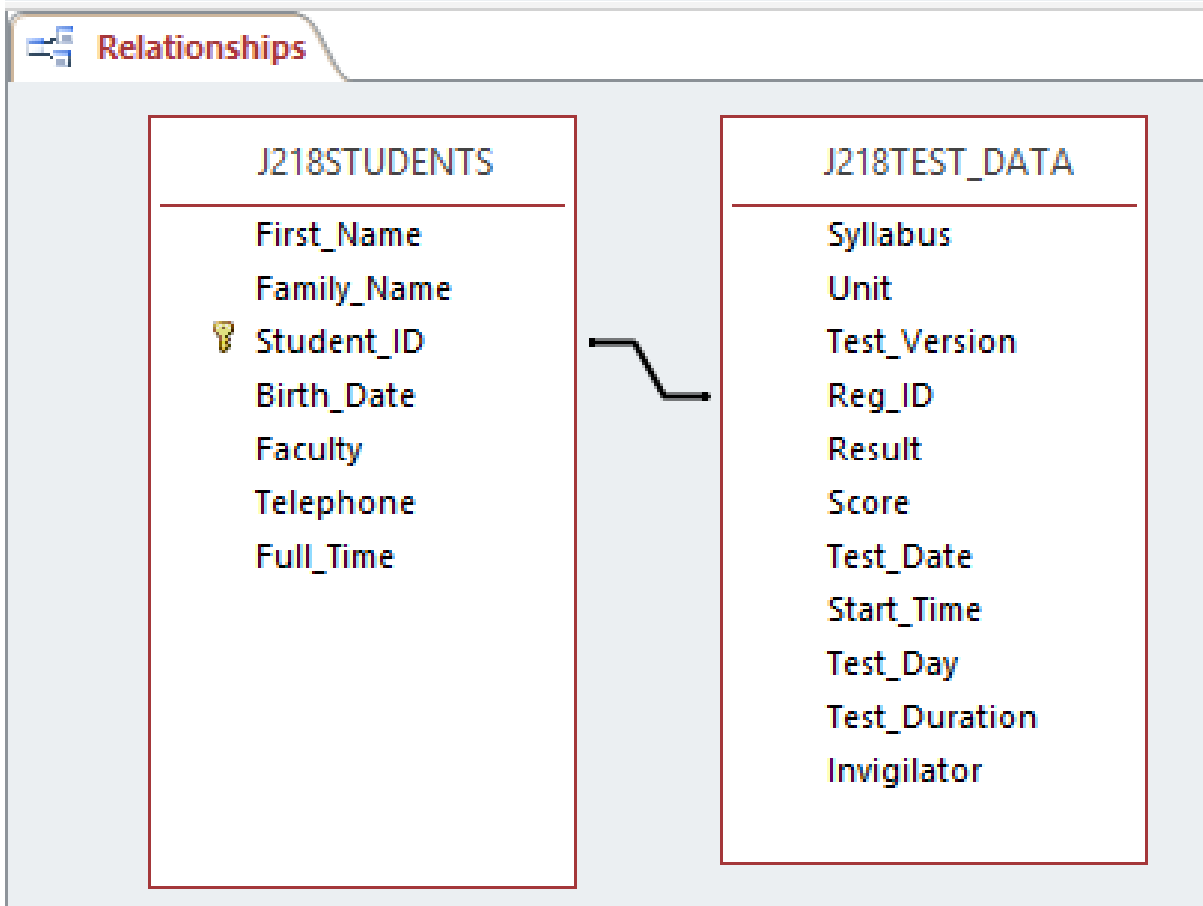 Relationships
J218STUDENTS
First_Name
Family_Name
Student_ID
Birth_Date
Faculty
Telephone
Full_Time
J218TEST_DATA
Syllabus
Unit
Test_Version
Reg_ID
Result
Score
Test_Date
Start_Time
Test_Day
Test_Duration
Invigilator